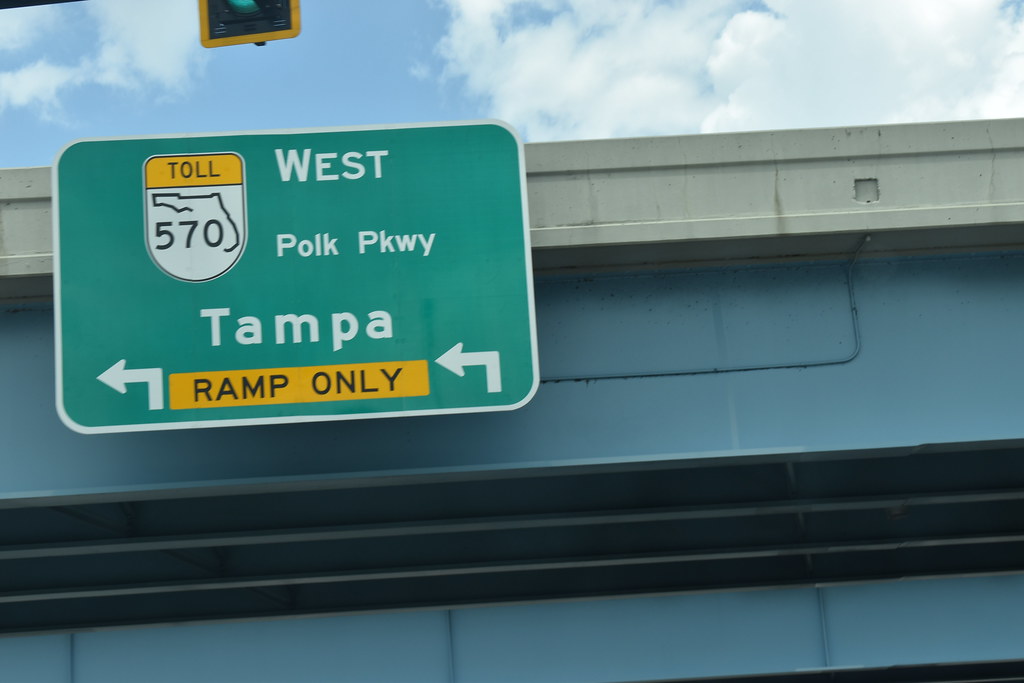 TOLL
570
WEST
Polk Pkwy
Tampa
RAMP ONLY